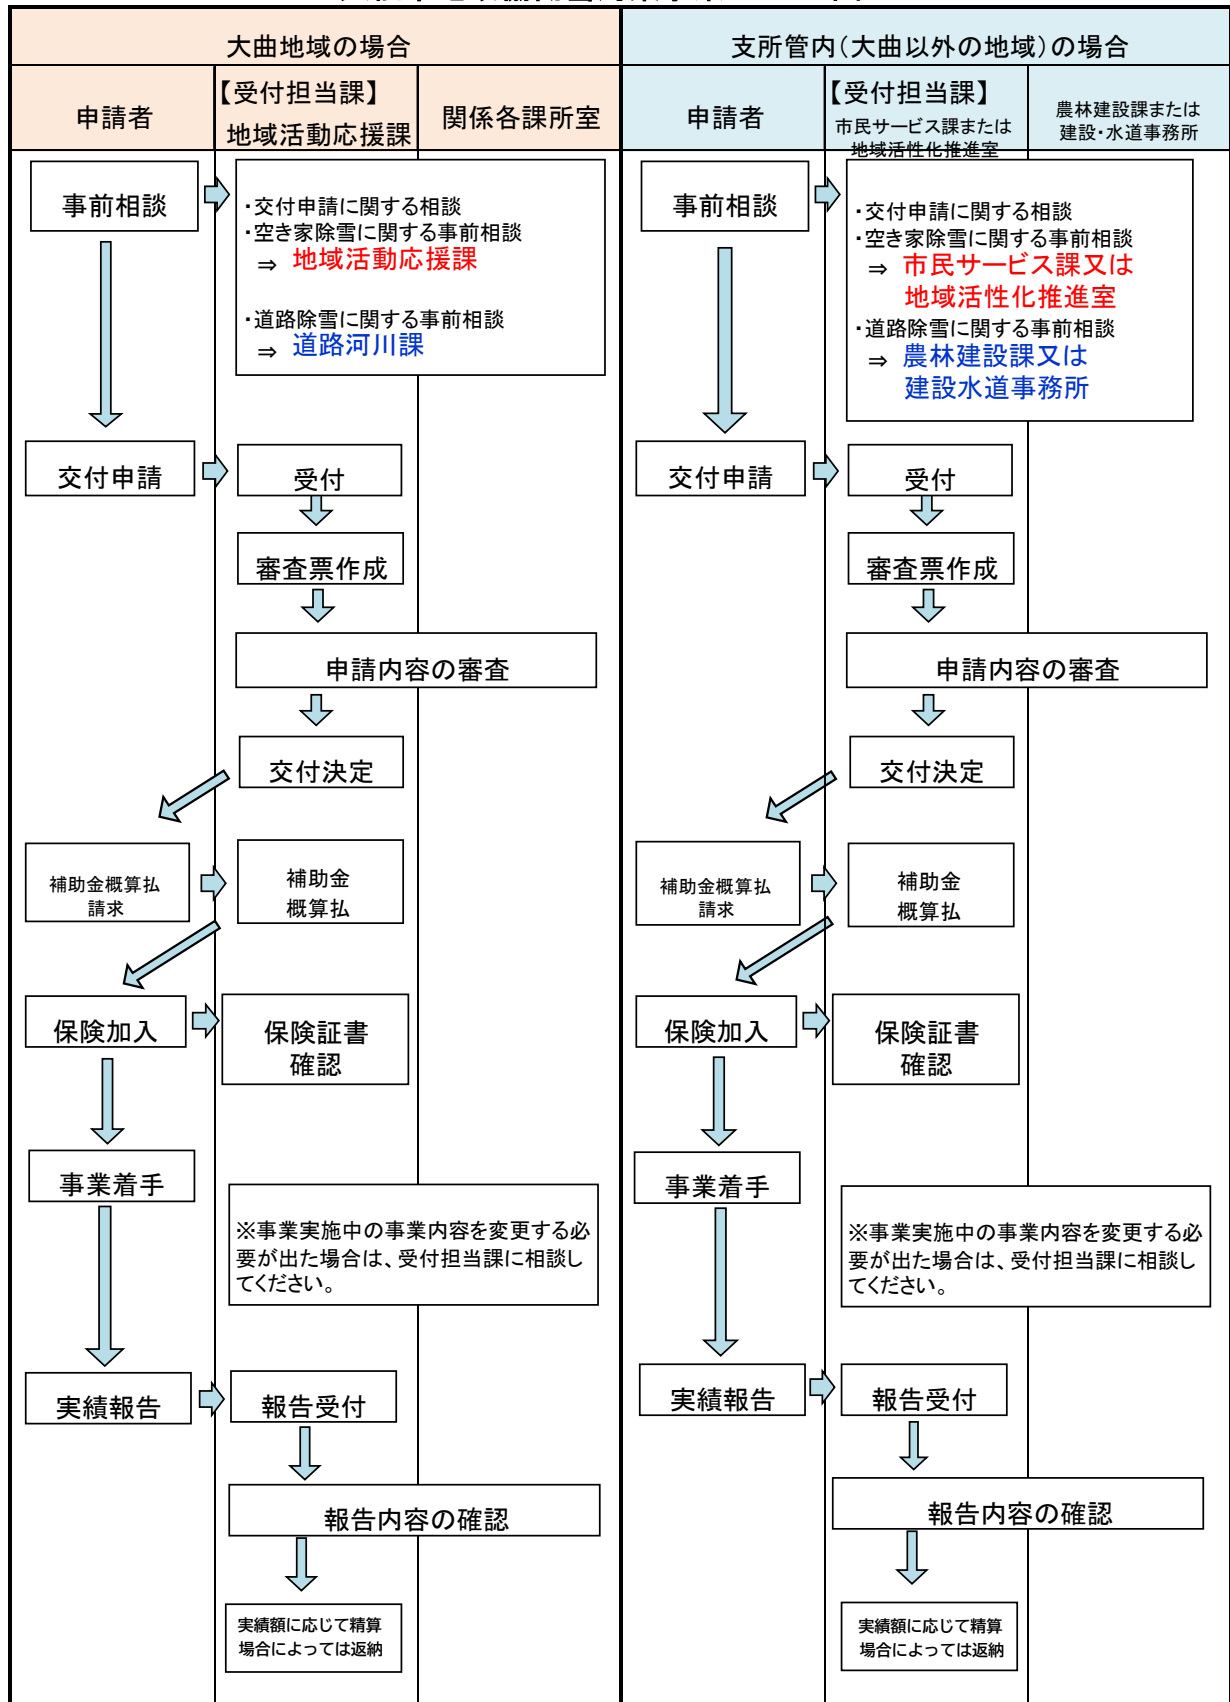 大曲地域の場合
申請者
【受付担当課】
地域活動応援課
関係各課所室
事前相談
・交付申請に関する相談
・空き家除雪に関する事前相談
⇒ 地域活動応援課
・道路除雪に関する事前相談
⇒ 道路河川課
交付申請
受付
審査票作成
申請内容の審査
交付決定
補助金概算払
請求
補助金
概算払
保険加入
保険証書
確認
事業着手
※事業実施中の事業内容を変更する必
要が出た場合は、受付担当課に相談し
てください。
実績報告
報告受付
報告内容の確認
実績額に応じて精算
場合によっては返納
支所管内(大曲以外の地域)の場合
申請者
【受付担当課】
市民サービス課または
地域活性化推進室
農林建設課または
建設・水道事務所
事前相談
・交付申請に関する相談
・空き家除雪に関する事前相談
⇒ 市民サービス課又は
地域活性化推進室
・道路除雪に関する事前相談
⇒ 農林建設課又は
建設水道事務所
交付申請
受付
審査票作成
申請内容の審査
交付決定
補助金概算払
請求
補助金
概算払
保険加入
保険証書
確認
事業着手
※事業実施中の事業内容を変更する必
要が出た場合は、受付担当課に相談し
てください。
実績報告
報告受付
報告内容の確認
実績額に応じて精算
場合によっては返納